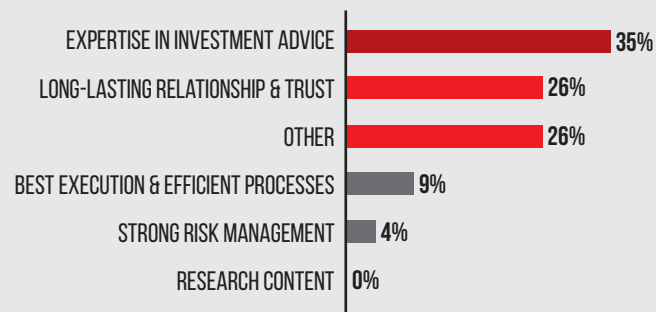 EXPERTISE IN INVESTMENT ADVICE 35%
LONG-LASTING RELATIONSHIP & TRUST 26%
OTHER 26%
BEST EXECUTION & EFFICIENT PROCESSES 9%
STRONG RISK MANAGEMENT 4%
RESEARCH CONTENT 0%